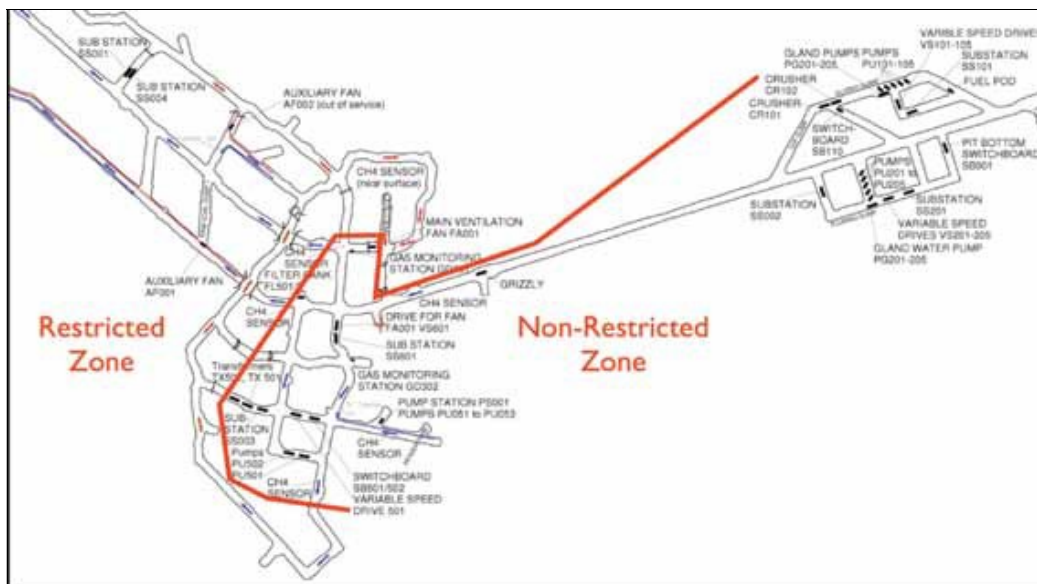 SUB STATION
SS001
SUB STATION
SS004
AUXILIARY FAN
AF002 (out of service)
CH4 SENSOR
(near surface)
MAIN VENTILATION
FAN FA001
GAS MONITORING
STATION
CH4
SENSOR
FILTER BANK
FL501
AUXILIARY FAN
AF001
CH4
SENSOR
CH4 SENSOR
GRIZZLY
DRIVE FOR FAN
FA001 VS601
SUB STATION
SS601
Restricted
Zone
Non-Restricted
Zone
Transformers
TX 501
GAS MONITORING
STATION GD302
PUMP STATION PS001
PUMPS PU051 to PU053
SUB-
STATION
SS003
Pumps
PU502
PU501
CH4
SENSOR
CH4
SENSOR
SWITCHBOARD
SB501/502
VARIABLE SPEED
DRIVE 501
VARIBLE SPEED DRIVES
VS101-105
GLAND PUMPS
PG201-205
PUMPS
PU101-105
SUBSTATION
SS101
FUEL POD
CRUSHER
CR102
CRUSHER
CR101
SWITCH-
BOARD
SB110
PIT BOTTOM
SWITCHBOARD
SB001
PUMPS
PU201 to
PU205
SUBSTATION
SS002
SUBSTATION
SS201
VARIABLE SPEED
DRIVES VS201-205
GLAND WATER PUMP
PG201-205